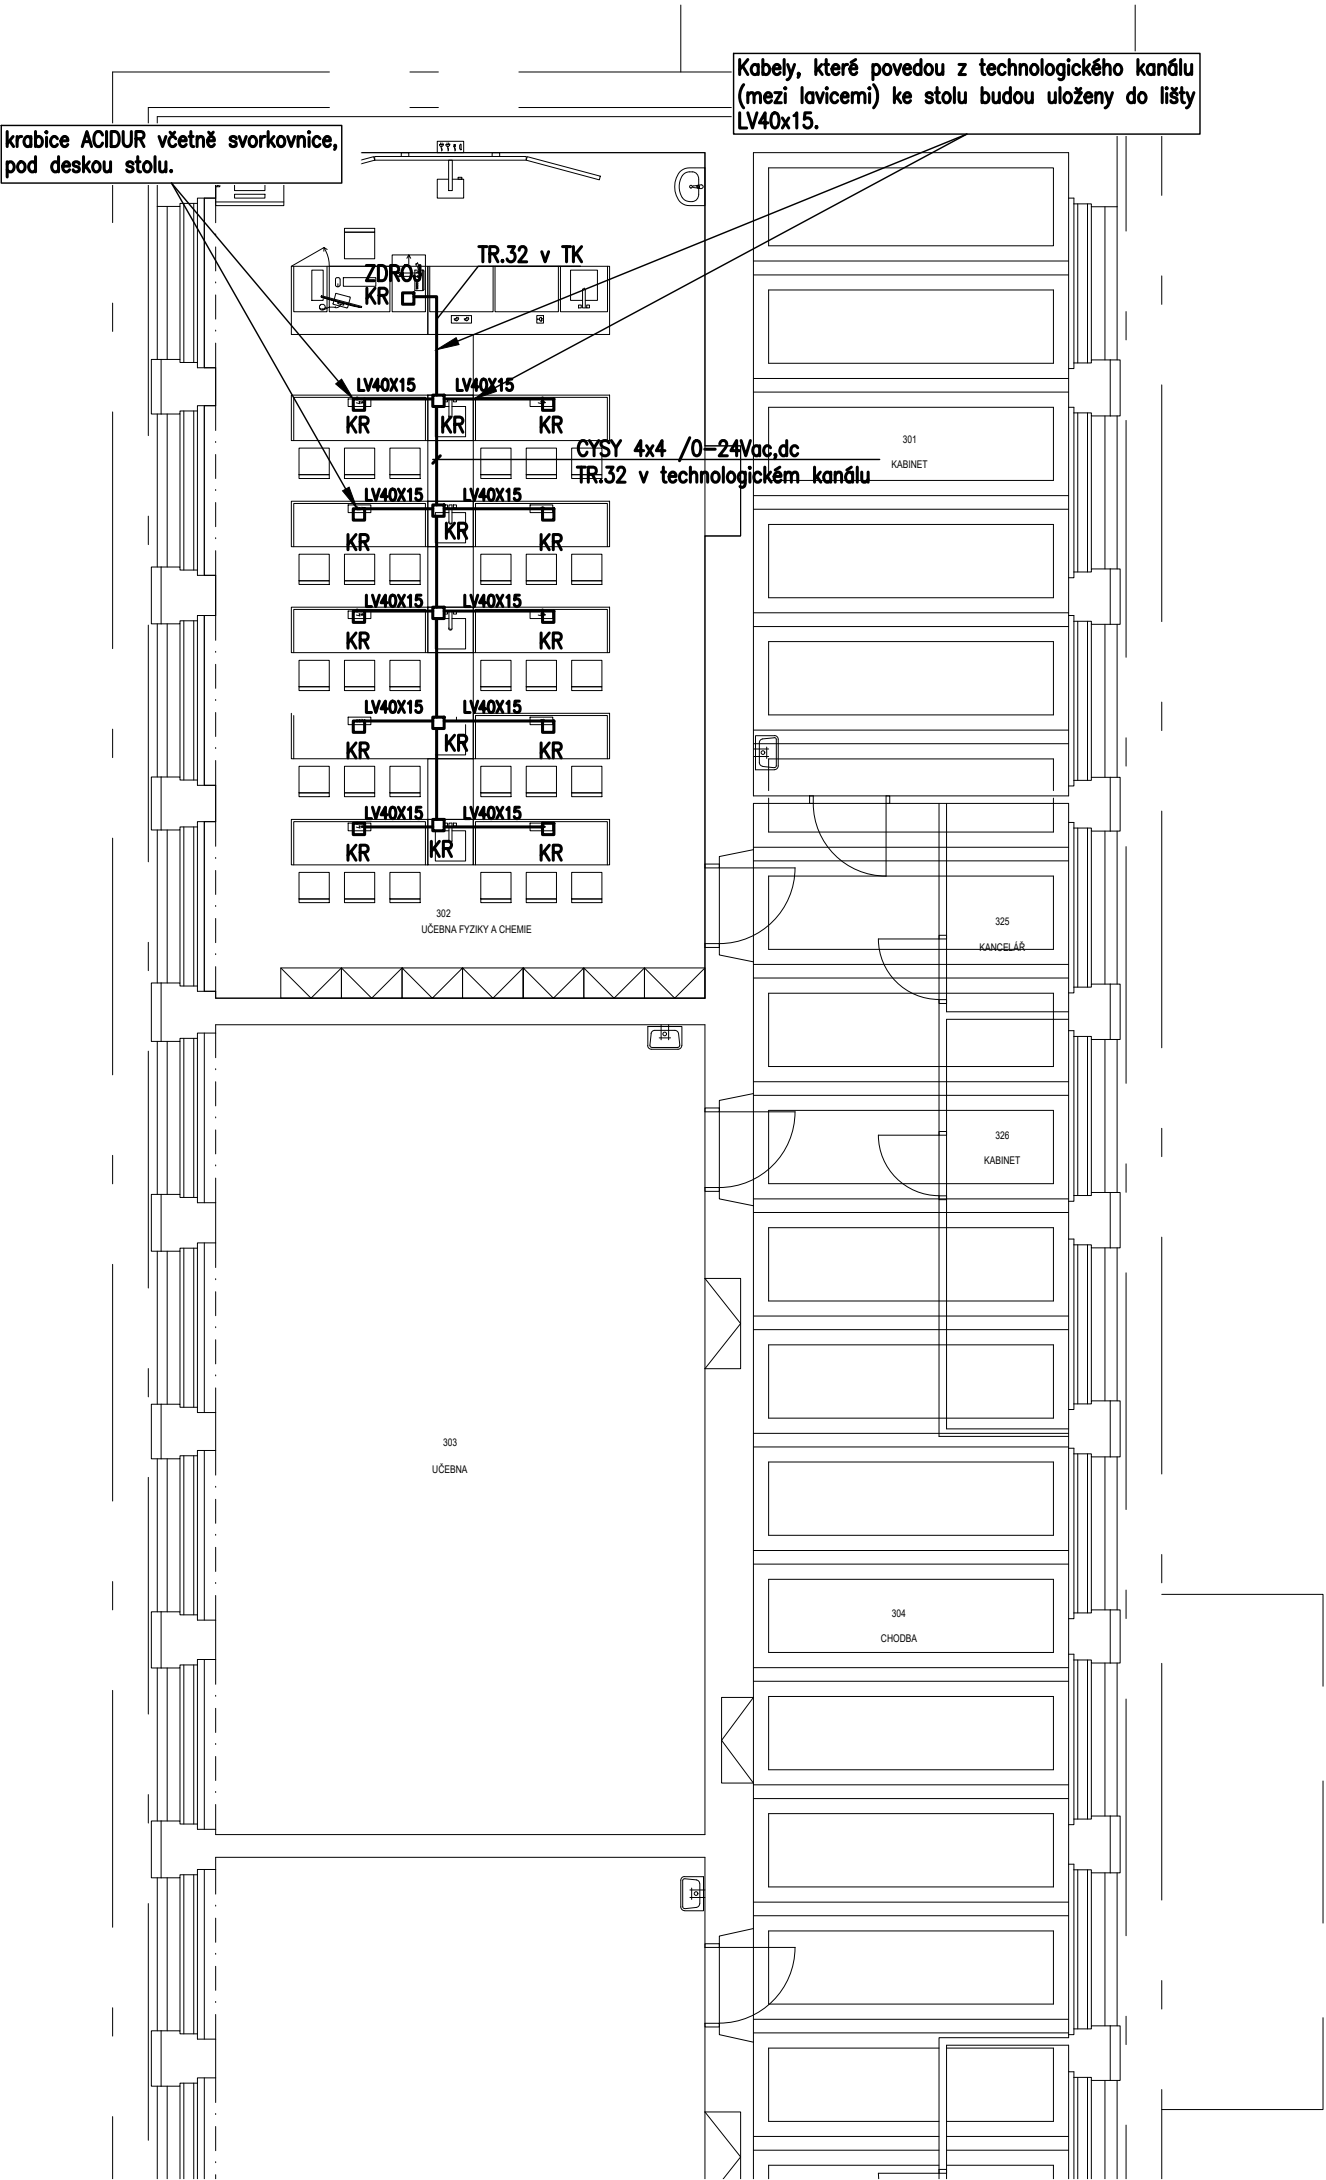 Kabely, které povedou z technologického kanálu
(mezi lavicemi) ke stolu budou uloženy do lišty
LV40x15.
krabice ACIDUR včetně svorkovnice,
pod deskou stolu.
TR.32 v TK
ZDROJ
KR
LV40X15 LV40X15
KR KR KR
CYSY 4x4 /0-24Vac,dc
TR.32 v technologickém kanálu
301
KABINET
LV40X15 LV40X15
KR KR KR
LV40X15 LV40X15
KR KR
LV40X15 LV40X15
KR KR KR
LV40X15 LV40X15
KR KR KR
302
UČEBNA FYZIKY A CHEMIE
325
KANCELÁŘ
326
KABINET
303
UČEBNA
304
CHODBA